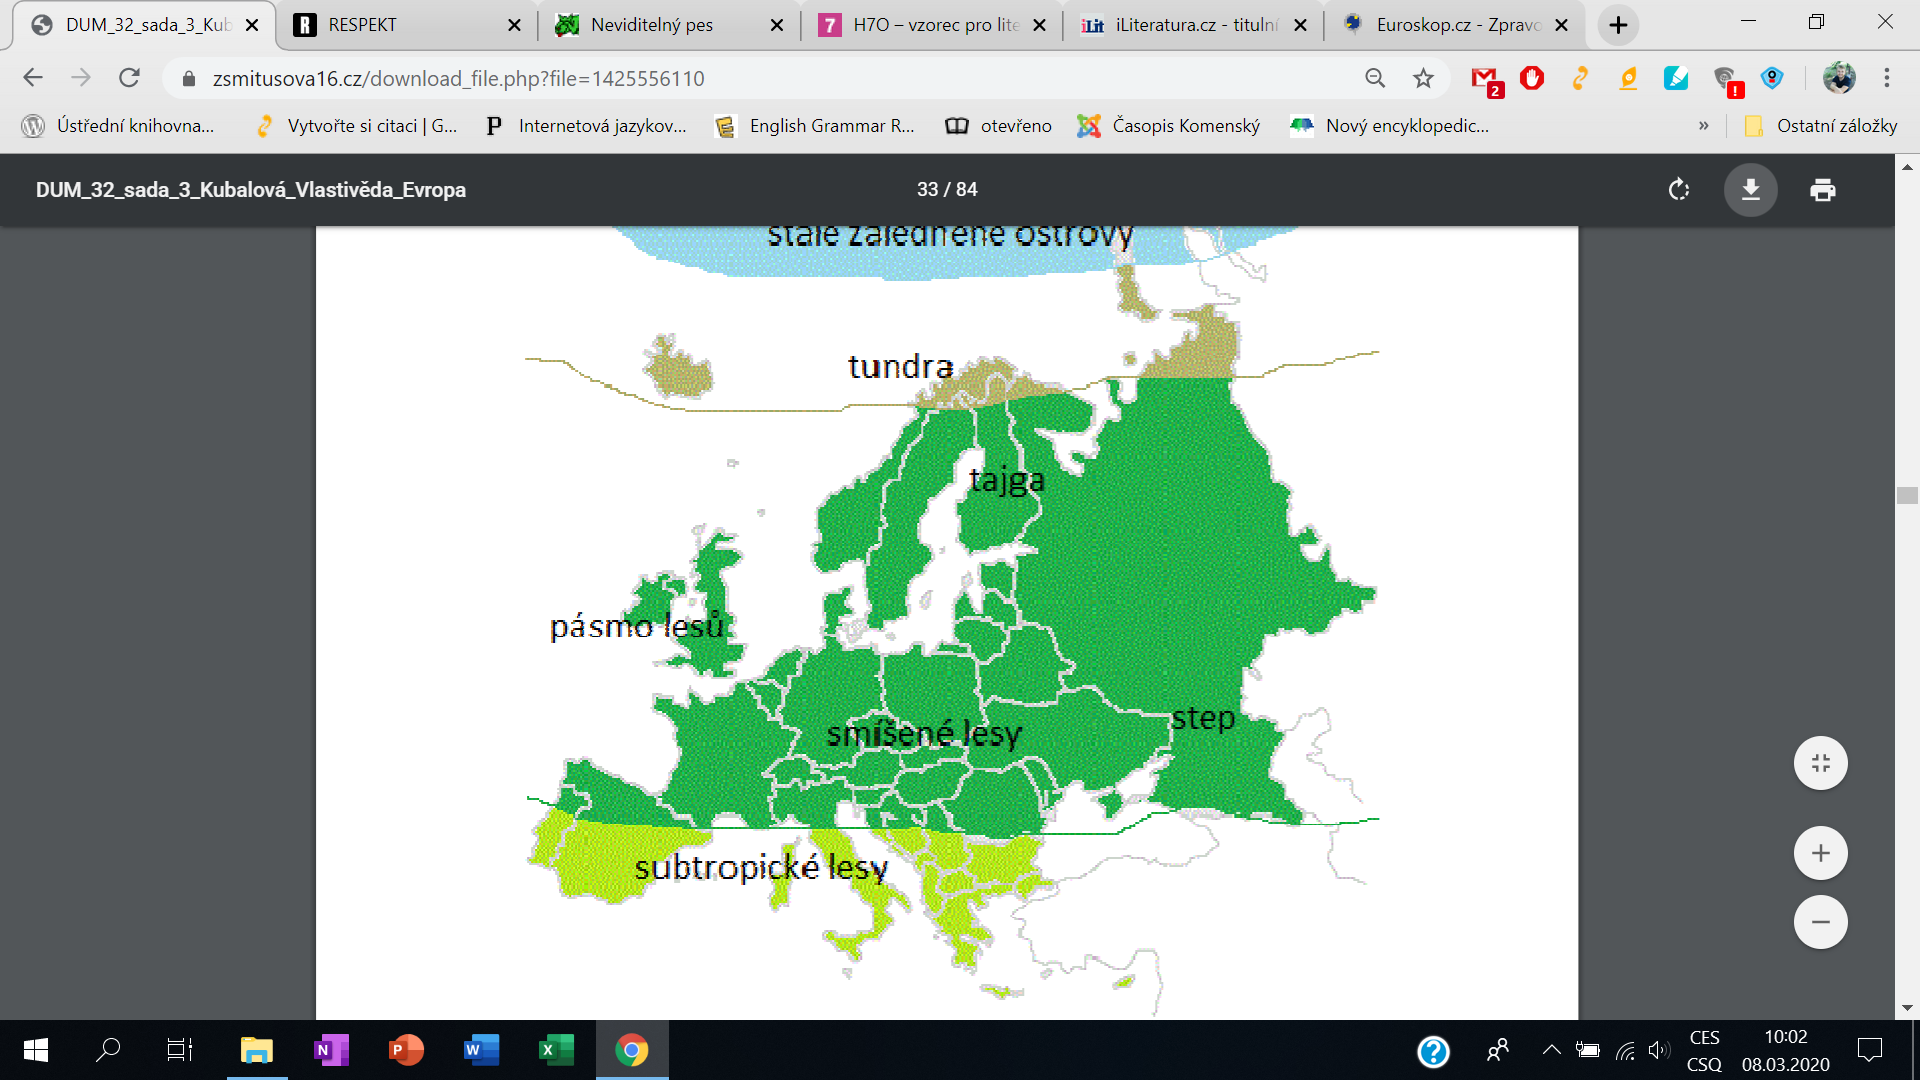 DUM_32_sada_3_Kub
RESPEKT
Neviditelný pes
H7O – vzorec pro lite
iLiteratura.cz - titulní
Euroskop.cz - Zpravo
zsmitusova16.cz/download_file.php?file=1425556110
2
!
Ústřední knihovna...
Vytvořte si citaci | G...
Internetová jazykov...
English Grammar R...
otevřeno
Časopis Komenský
Nový encyklopedic...
»
Ostatní záložky
DUM_32_sada_3_Kubalová_Vlastivěda_Evropa
33 / 84
stále zaledněné ostrovy
tundra
tajga
pásmo lesů
step
smíšené lesy
subtropické lesy
CES
CSQ
10:02
08.03.2020